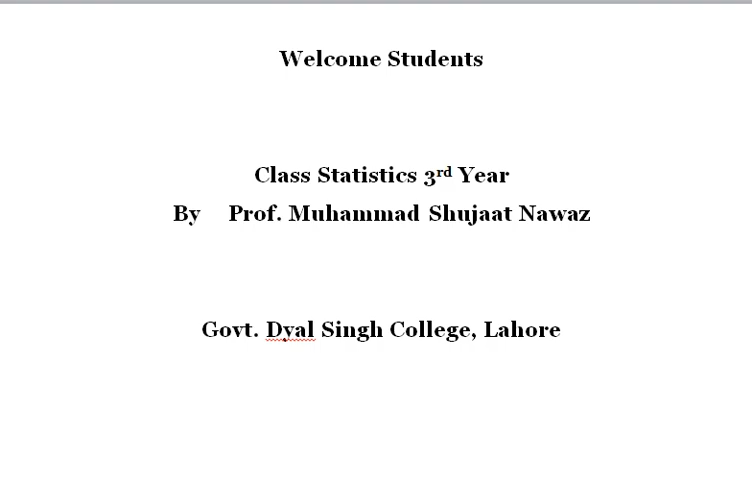 Welcome Students
Class Statistics 3rd Year
By Prof. Muhammad Shujaat Nawaz
Govt. Dyal Singh College, Lahore